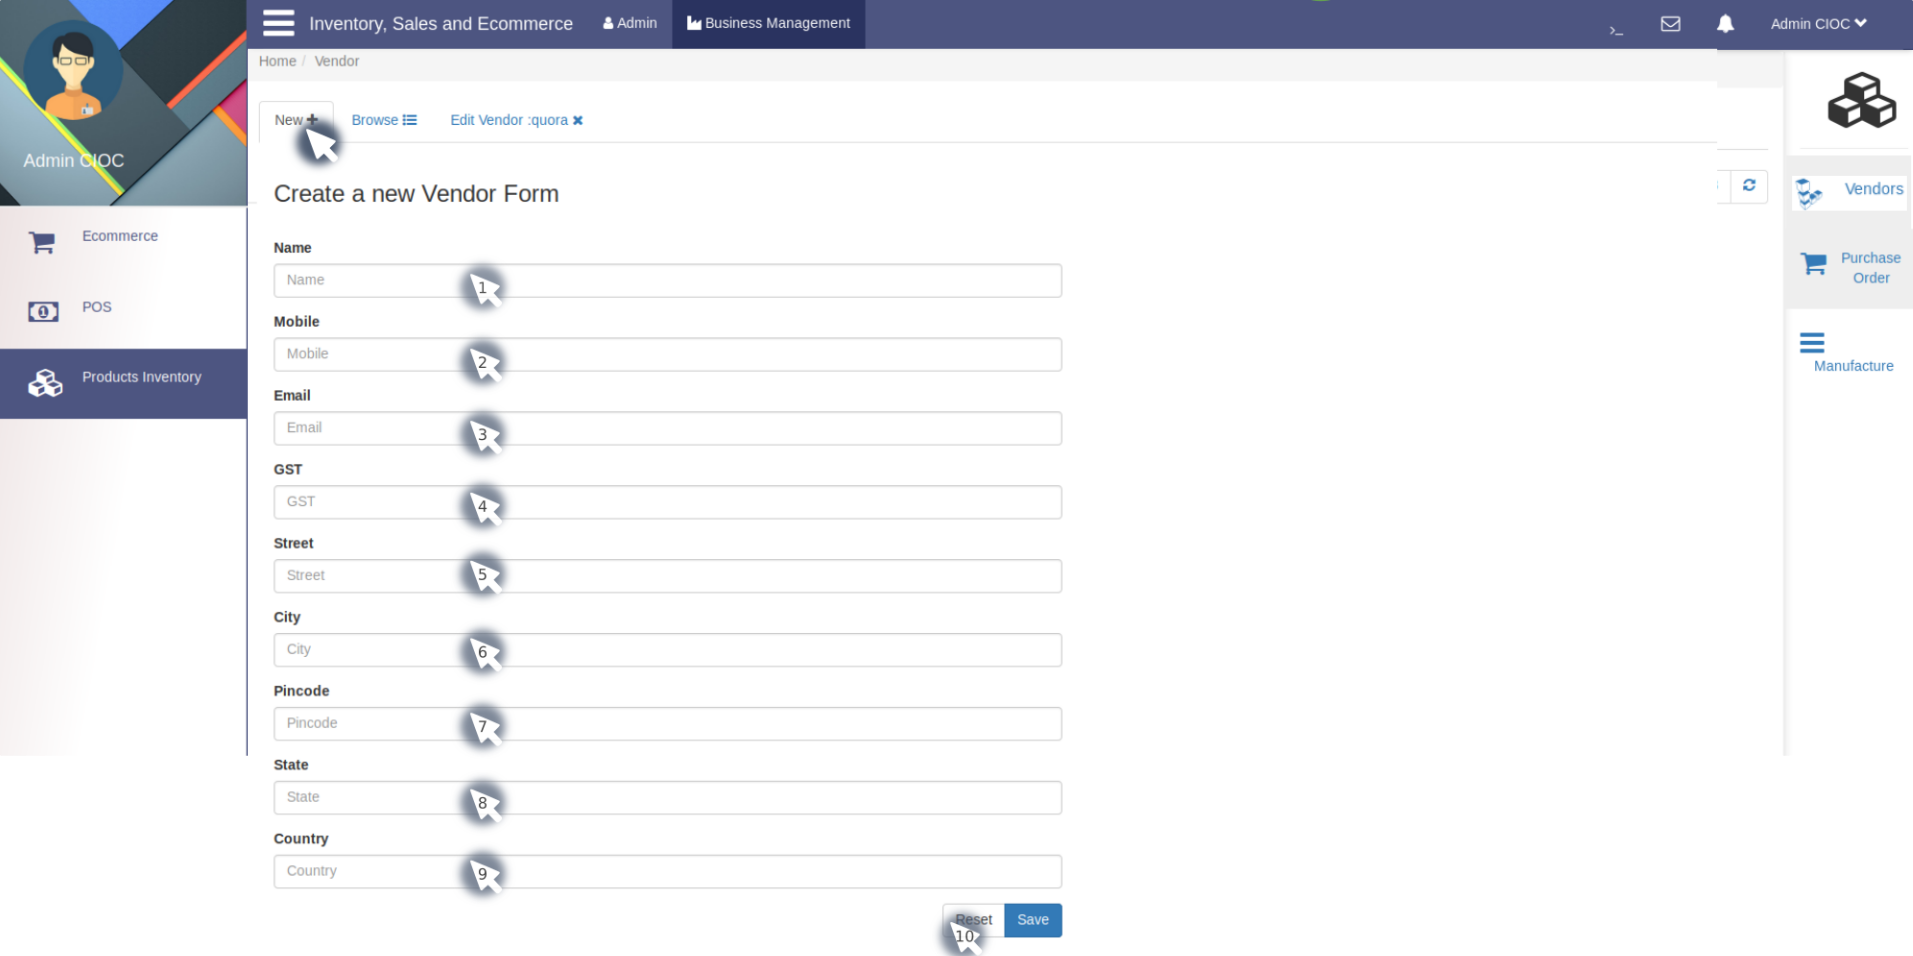 Inventory, Sales and Ecommerce
Admin
Business Management
>_
Admin CIOC
Home / Vendor
New
Browse
Edit Vendor :quora
Admin CIOC
Ecommerce
POS
Products Inventory
Create a new Vendor Form
Name
Name
1
Mobile
Mobile
2
Email
Email
3
GST
GST
4
Street
Street
5
City
City
6
Pincode
Pincode
7
State
State
8
Country
Country
9
Reset
10
Save
Vendors
Purchase
Order
Manufacture